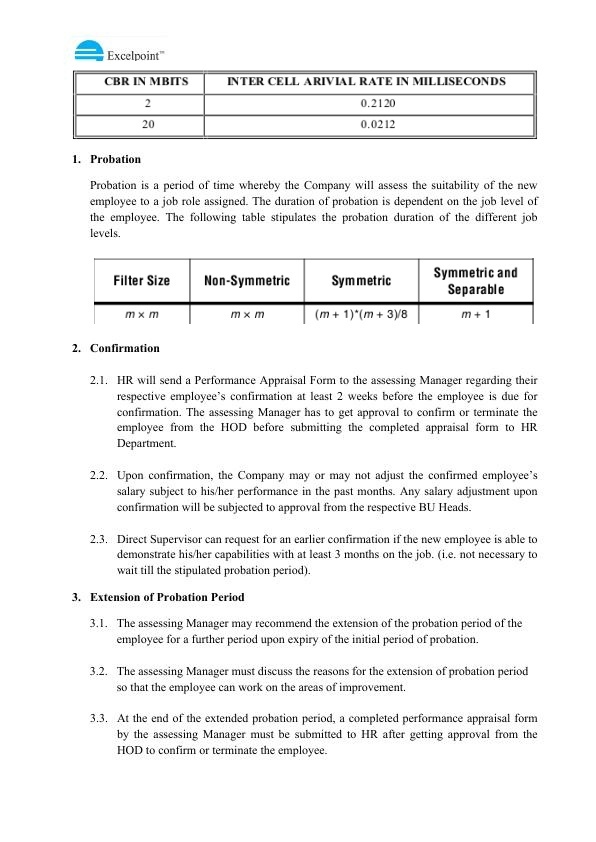 Excelpoint™
CBR IN MBITS INTER CELL ARIVIAL RATE IN MILLISECONDS
2 0.2120
20 0.0212
1. Probation
Probation is a period of time whereby the Company will assess the suitability of the new
employee to a job role assigned. The duration of probation is dependent on the job level of
the employee. The following table stipulates the probation duration of the different job
levels.
Filter Size Non-Symmetric Symmetric Symmetric and
Separable
m × m m × m (m + 1)*(m + 3)/8 m + 1
2. Confirmation
2.1. HR will send a Performance Appraisal Form to the assessing Manager regarding their
respective employee’s confirmation at least 2 weeks before the employee is due for
confirmation. The assessing Manager has to get approval to confirm or terminate the
employee from the HOD before submitting the completed appraisal form to HR
Department.
2.2. Upon confirmation, the Company may or may not adjust the confirmed employee’s
salary subject to his/her performance in the past months. Any salary adjustment upon
confirmation will be subjected to approval from the respective BU Heads.
2.3. Direct Supervisor can request for an earlier confirmation if the new employee is able to
demonstrate his/her capabilities with at least 3 months on the job. (i.e. not necessary to
wait till the stipulated probation period).
3. Extension of Probation Period
3.1. The assessing Manager may recommend the extension of the probation period of the
employee for a further period upon expiry of the initial period of probation.
3.2. The assessing Manager must discuss the reasons for the extension of probation period
so that the employee can work on the areas of improvement.
3.3. At the end of the extended probation period, a completed performance appraisal form
by the assessing Manager must be submitted to HR after getting approval from the
HOD to confirm or terminate the employee.